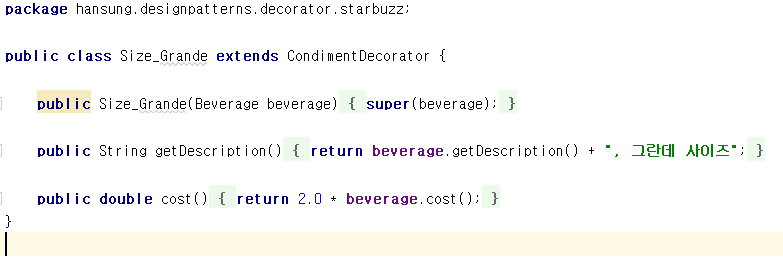 package hansung.designpatterns.decorator.starbuzz;
public class Size_Grande extends CondimentDecorator {
public Size_Grande(Beverage beverage) { super(beverage); }
public String getDescription() { return beverage.getDescription() + ", 그란데 사이즈"; }
public double cost() { return 2.0 * beverage.cost(); }
}